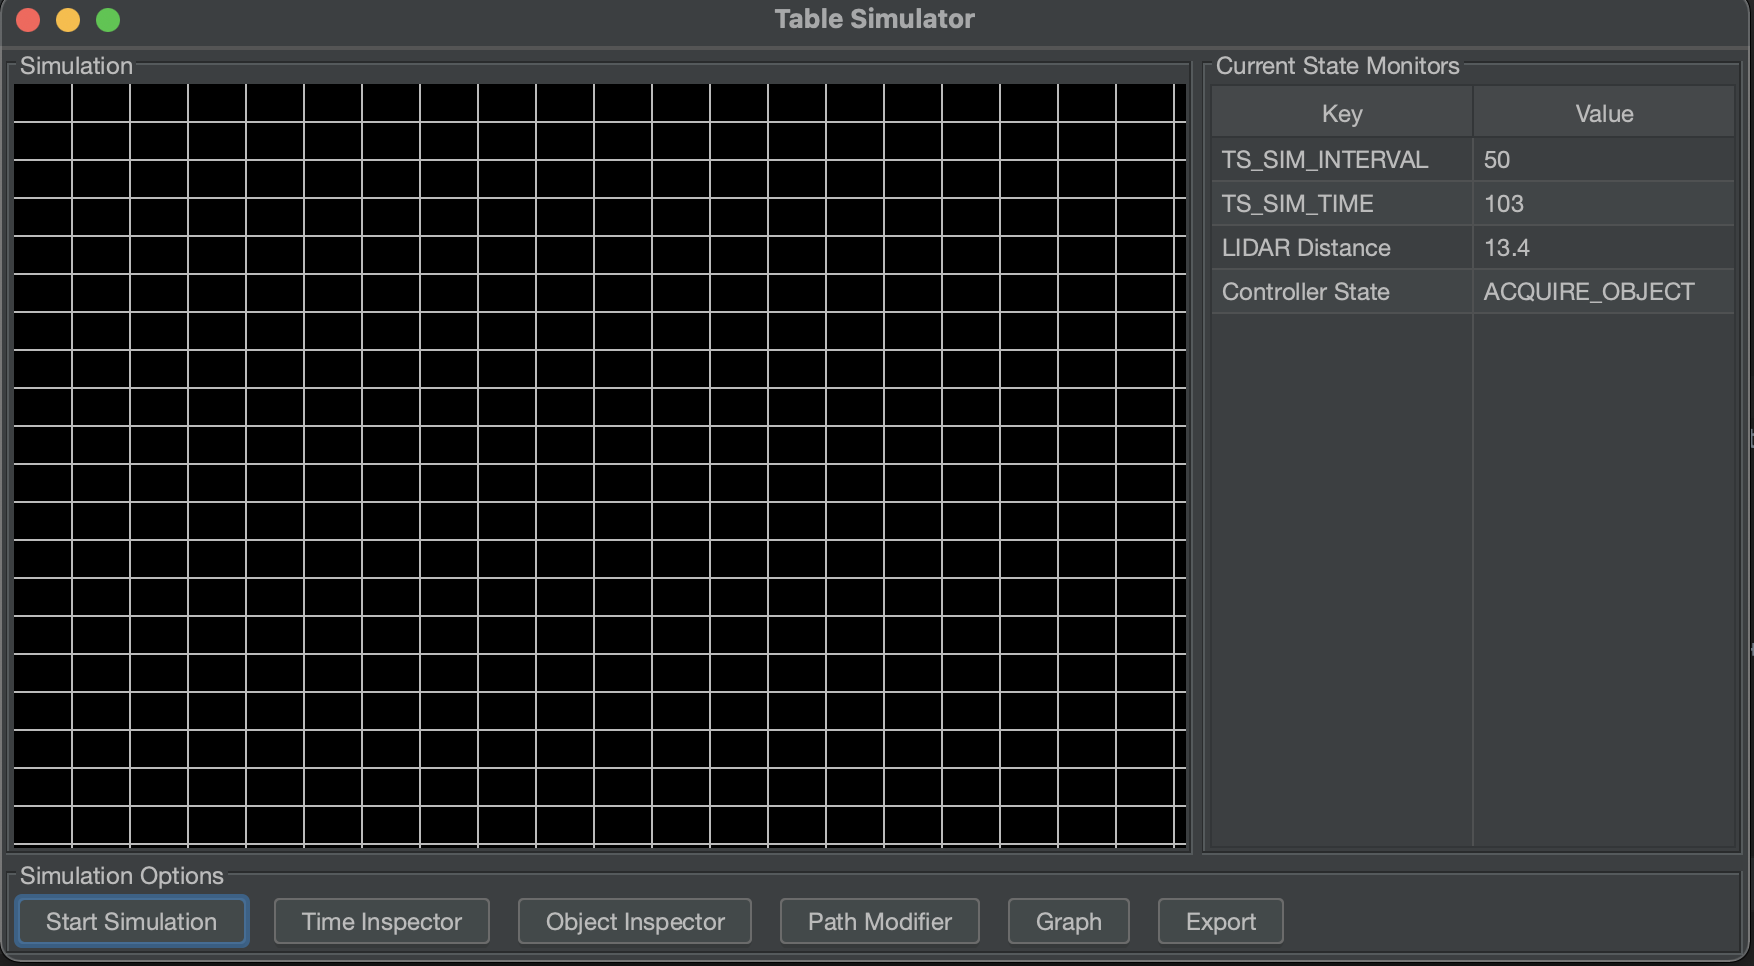 Table Simulator
Simulation
Current State Monitors
Key Value
TS_SIM_INTERVAL 50
TS_SIM_TIME 103
LIDAR Distance 13.4
Controller State ACQUIRE_OBJECT
Simulation Options
Start Simulation Time Inspector Object Inspector Path Modifier Graph Export